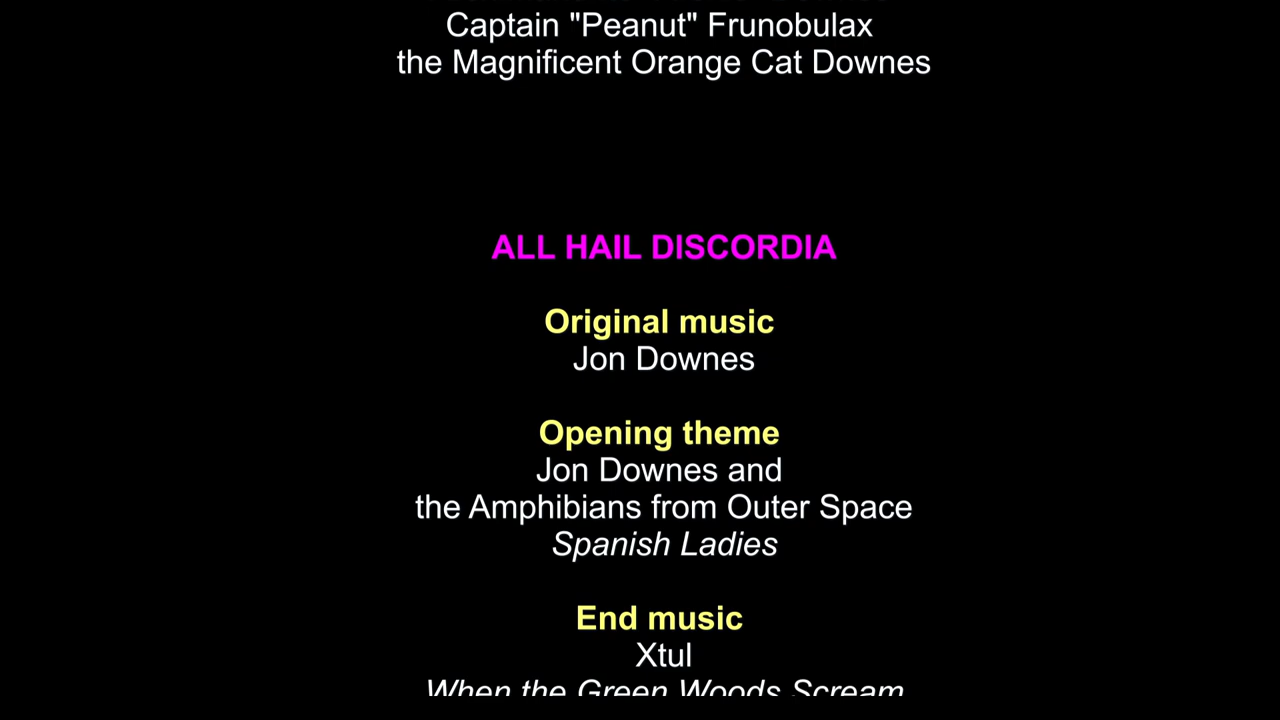 Captain "Peanut" Frunobulax
the Magnificent Orange Cat Downes
ALL HAIL DISCORDIA
Original music
Jon Downes
Opening theme
Jon Downes and
the Amphibians from Outer Space
Spanish Ladies
End music
Xtul
When the Green Woods Scream